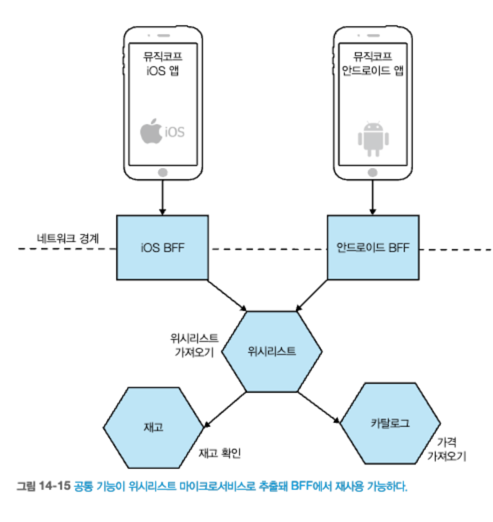 뮤직코프
iOS 앱
iOS
뮤직코프
안드로이드 앱
네트워크 경계
iOS BFF
안드로이드 BFF
위시리스트
가져오기
위시리스트
재고
재고 확인
카탈로그
가격
가져오기
그림 14-15 공통 기능이 위시리스트 마이크로서비스로 추출돼 BFF에서 재사용 가능하다.